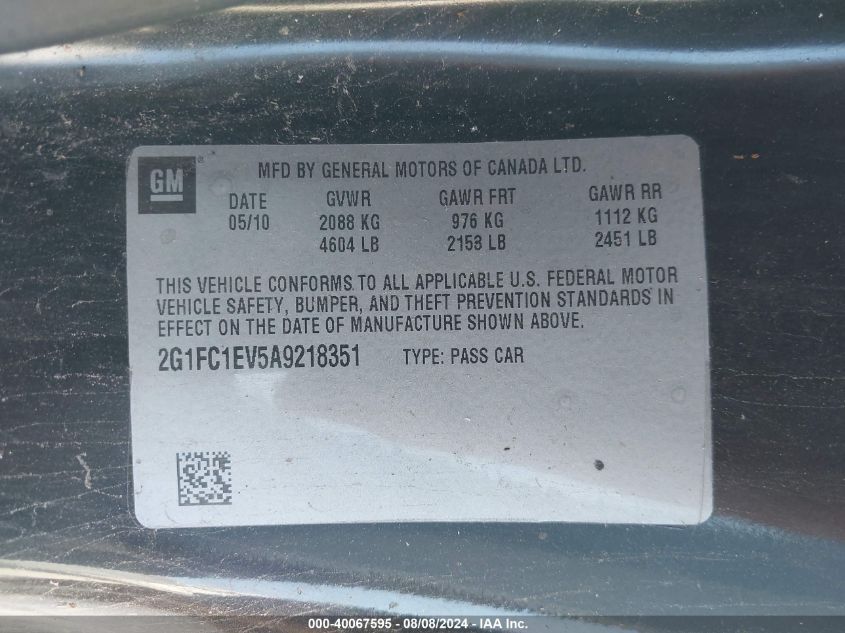 GM ®
MFD BY GENERAL MOTORS OF CANADA LTD.
DATE GVWR GAWR FRT GAWR RR
05/10 2088 KG 976 KG 1112 KG
4604 LB 2153 LB 2451 LB
THIS VEHICLE CONFORMS TO ALL APPLICABLE U.S. FEDERAL MOTOR
VEHICLE SAFETY, BUMPER, AND THEFT PREVENTION STANDARDS IN
EFFECT ON THE DATE OF MANUFACTURE SHOWN ABOVE.
2G1FC1EV5A9218351 TYPE: PASS CAR
000-40067595 - 08/08/2024 - IAA Inc.